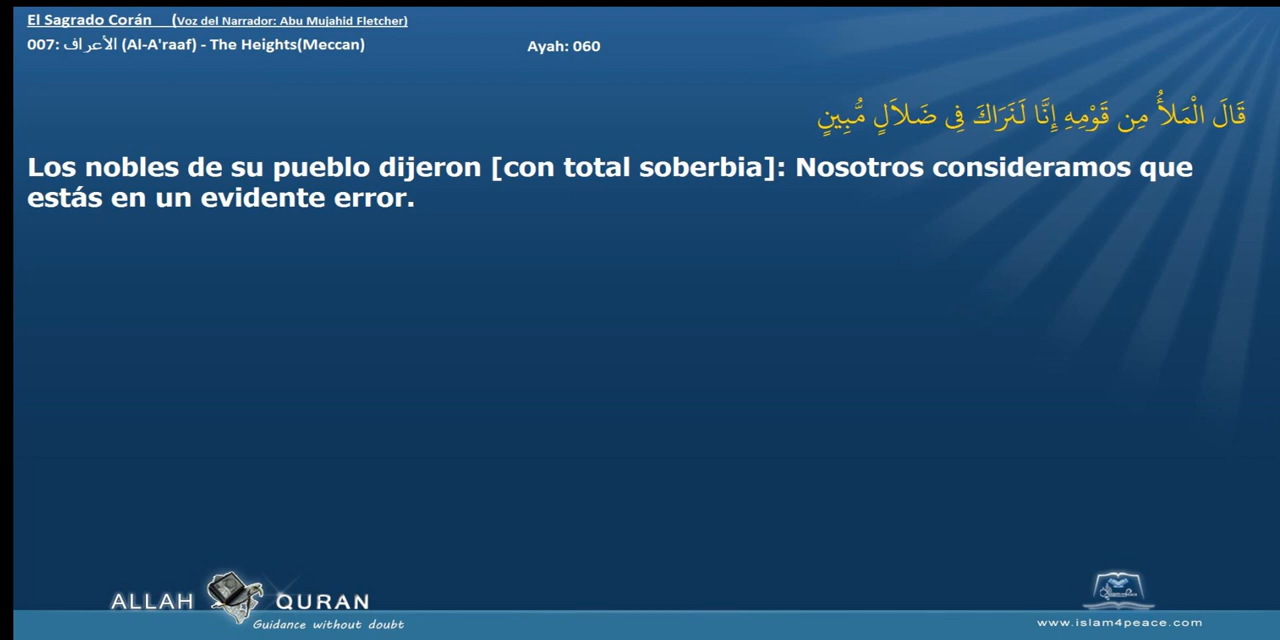 El Sagrado Corán (Voz del Narrador: Abu Mujahid Fletcher)
007: الأعراف (Al-A'raaf) - The Heights(Meccan) Ayah: 060
قَالَ الْمَلأُ مِن قَوْمِهِ إِنَّا لَنَرَاكَ فِى ضَلاَلٍ مُّبِينٍ
Los nobles de su pueblo dijeron [con total soberbia]: Nosotros consideramos que
estás en un evidente error.
ALLAH QURAN
Guidance without doubt
www.islam4peace.com